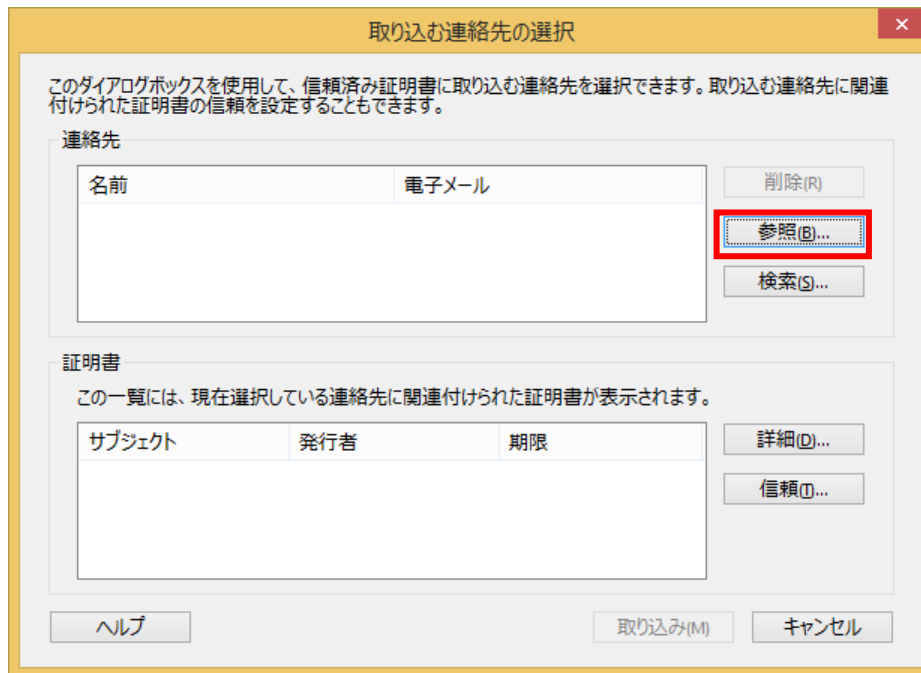 取り込む連絡先の選択
このダイアログボックスを使用して、信頼済み証明書に取り込む連絡先を選択できます。取り込む連絡先に関連
付けられた証明書の信頼を設定することもできます。
連絡先
名前 電子メール
削除(R)
参照(B)...
検索(S)...
証明書
この一覧には、現在選択している連絡先に関連付けられた証明書が表示されます。
サブジェクト 発行者 期限
詳細(D)...
信頼(T)...
ヘルプ 取り込み(M) キャンセル